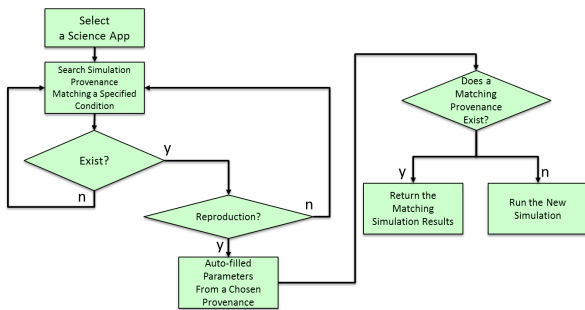 Select
a Science App
Search Simulation
Provenance
Matching a Specified
Condition
Exist?
y
n
Reproduction?
n
y
Auto-filled
Parameters
From a Chosen
Provenance
Does a
Matching
Provenance
Exist?
y
n
Return the
Matching
Simulation Results
Run the New
Simulation